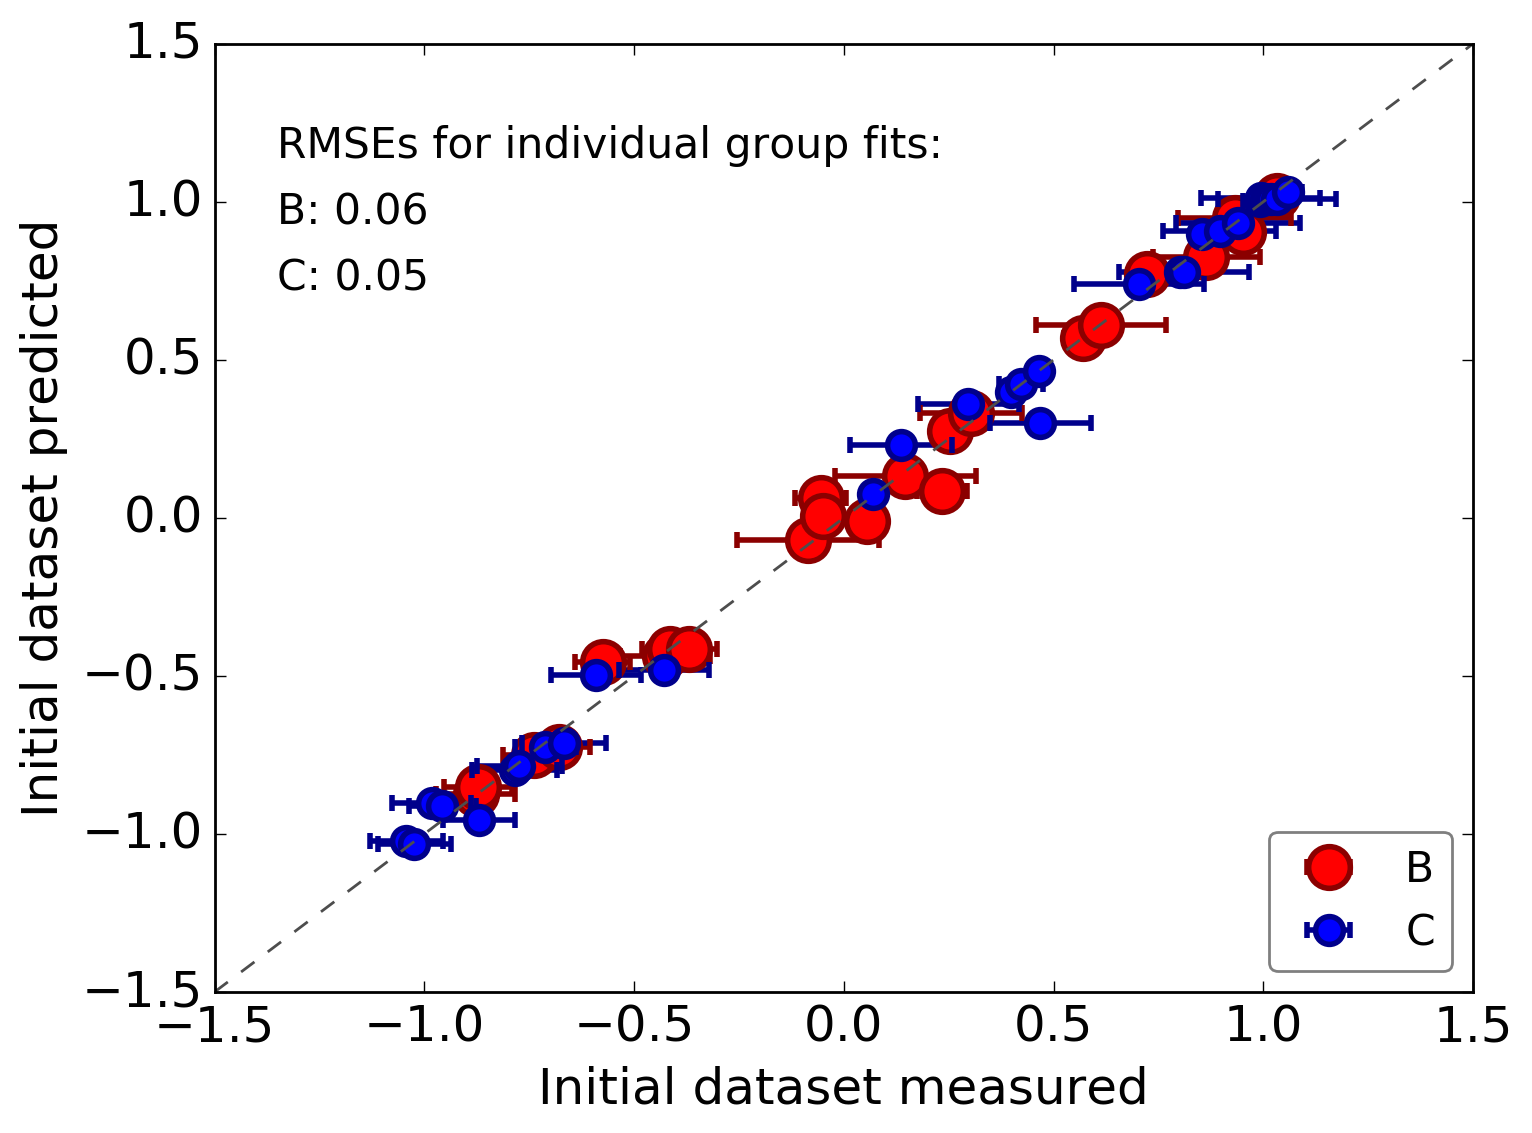 1.5
1.0
0.5
0.0
−0.5
−1.0
−1.5
Initial dataset predicted
RMSEs for individual group fits:
B: 0.06
C: 0.05
B
C
−1.5 −1.0 −0.5 0.0 0.5 1.0 1.5
Initial dataset measured